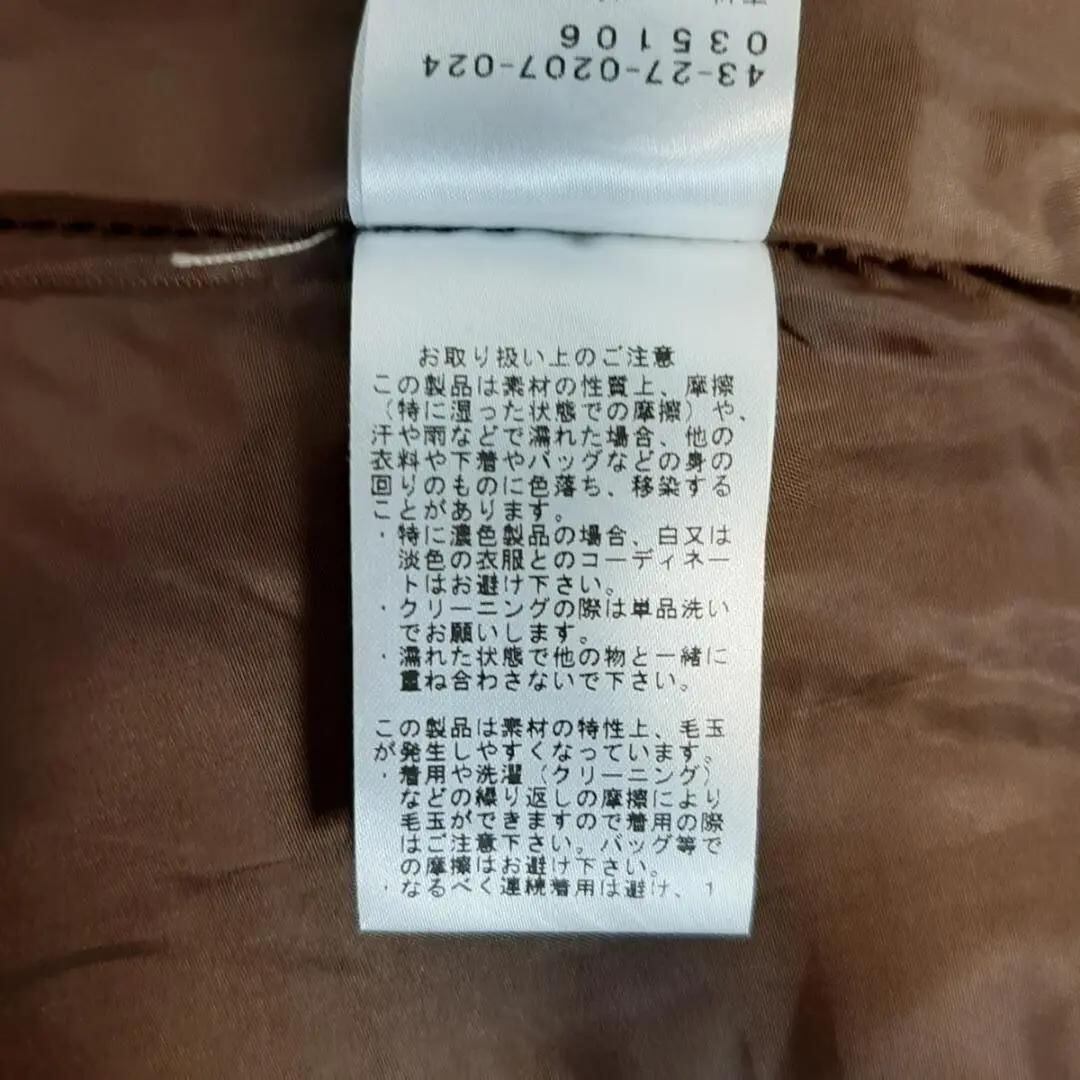 43-27-0207-024
035106
お取り扱い上のご注意
この製品は素材の性質上、摩擦
（特に湿った状態での摩擦）や、
汗や雨などで濡れた場合、他の
衣料や下着やバッグなどの身の
回りのものに色落ち、移染する
ことがあります。
・特に濃色製品の場合、白又は
淡色の衣服とのコーディネー
トはお避け下さい。
・クリーニングの際は単品洗い
でお願いします。
・濡れた状態で他の物と一緒に
重ね合わさないで下さい。
この製品は素材の特性上、毛玉
が発生しやすくなっています。
・着用や洗濯（クリーニング）
などの繰り返しの摩擦により
毛玉ができますので着用の際
はご注意下さい。バッグ等で
の摩擦はお避け下さい。
・なるべく連続着用は避け、1